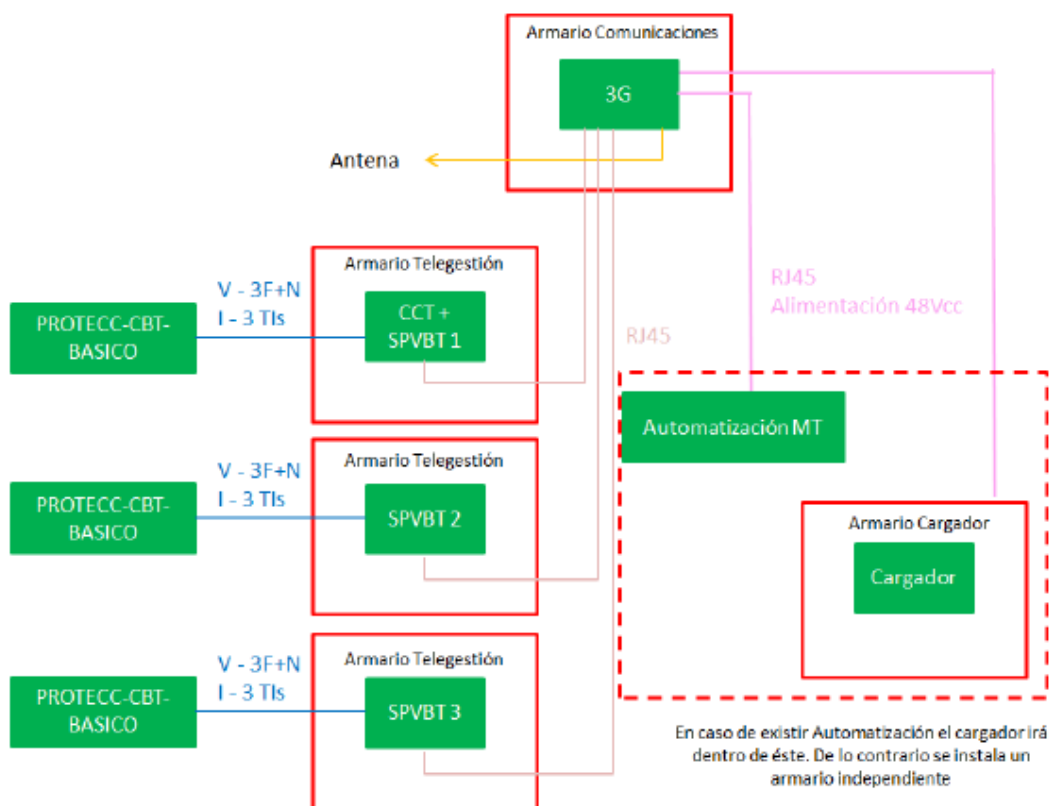 Armario Comunicaciones
3G
Antena
Armario Telegestión
V - 3F+N
I - 3 TIs
PROTECC-CBT-
BASICO
CCT +
SPVBT 1
RJ45
RJ45
Alimentación 48Vcc
Armario Telegestión
V - 3F+N
I - 3 TIs
PROTECC-CBT-
BASICO
SPVBT 2
Automatización MT
Armario Cargador
Cargador
Armario Telegestión
V - 3F+N
I - 3 TIs
PROTECC-CBT-
BASICO
SPVBT 3
En caso de existir Automatización el cargador irá
dentro de éste. De lo contrario se instala un
armario independiente